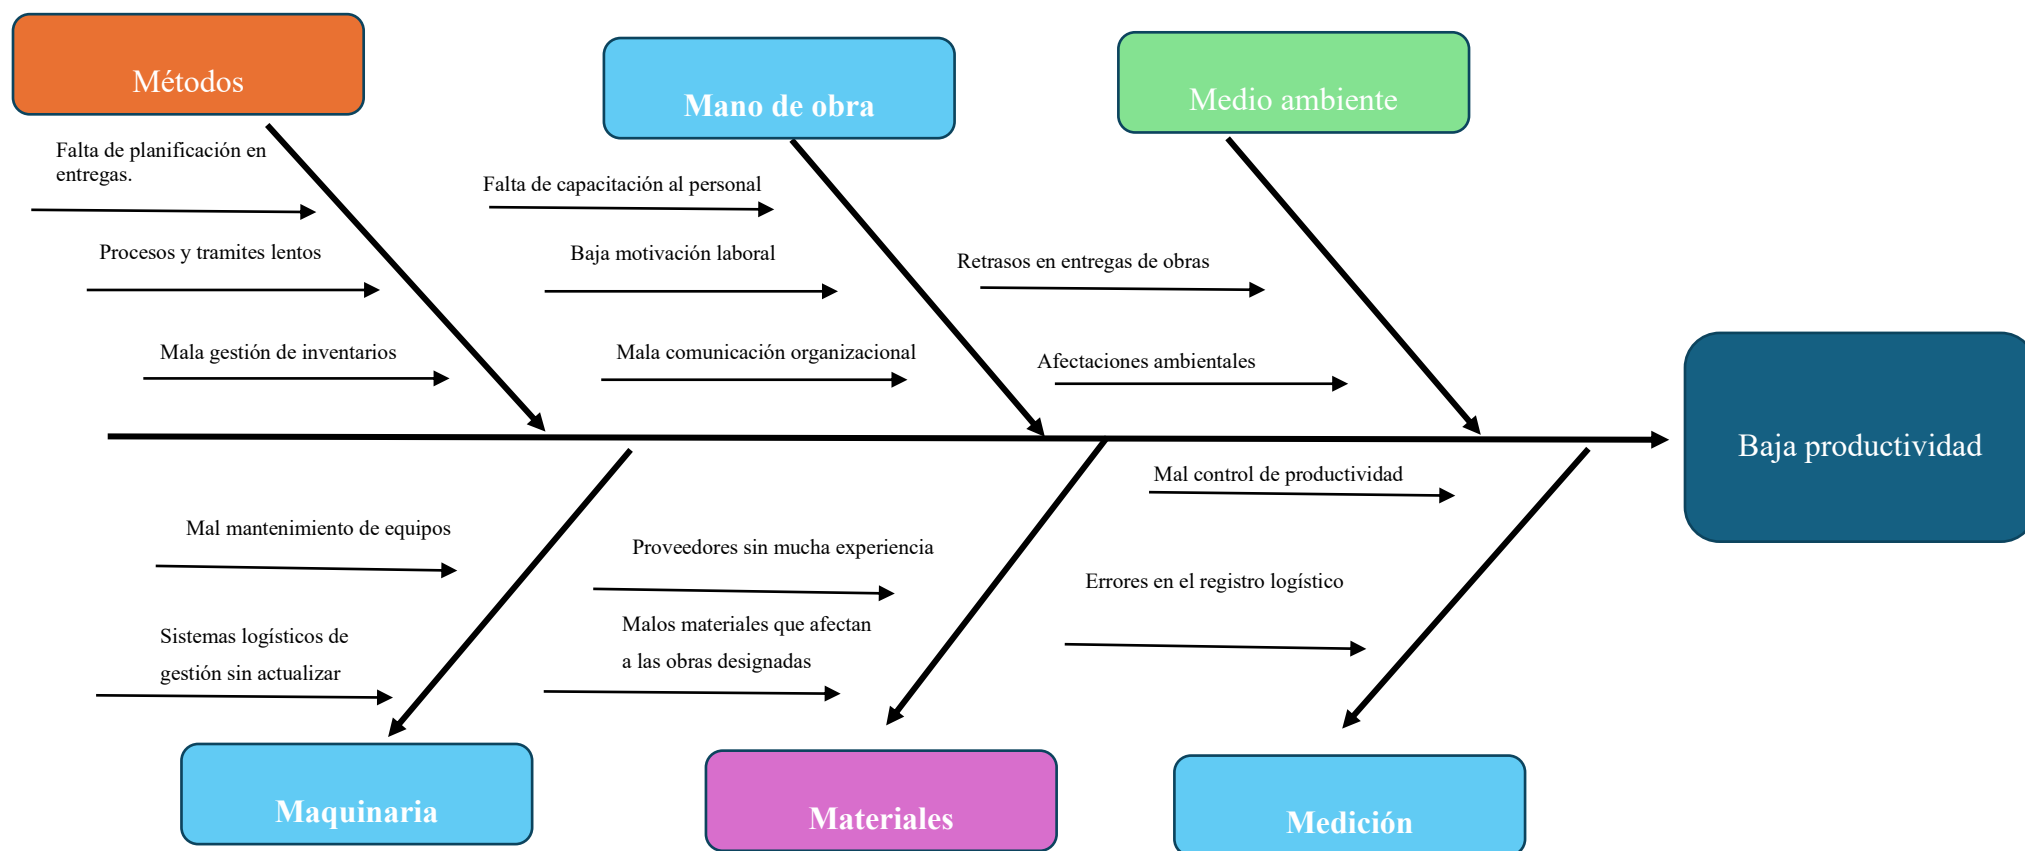 Métodos
Mano de obra
Medio ambiente
Falta de planificación en
entregas.
Falta de capacitación al personal
Procesos y tramites lentos
Baja motivación laboral
Retrasos en entregas de obras
Mala gestión de inventarios
Mala comunicación organizacional
Afectaciones ambientales
Baja productividad
Mal control de productividad
Mal mantenimiento de equipos
Proveedores sin mucha experiencia
Errores en el registro logístico
Sistemas logísticos de
gestión sin actualizar
Malos materiales que afectan
a las obras designadas
Maquinaria
Materiales
Medición